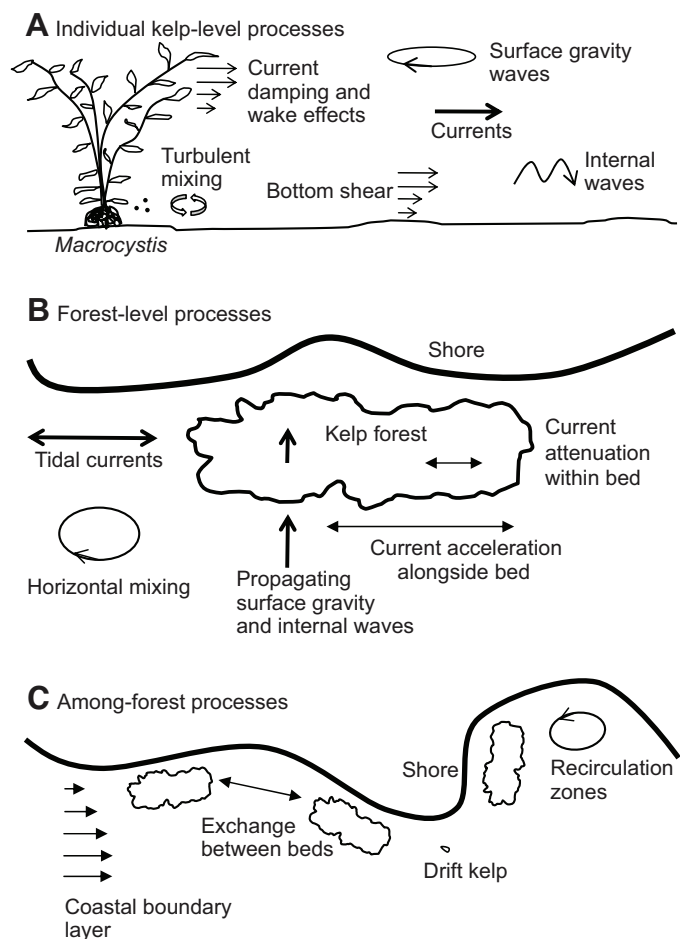 A Individual kelp-level processes
Current
damping and
wake effects
Surface gravity
waves
Currents
Turbulent
mixing
Bottom shear
Internal
waves
Macrocystis
B Forest-level processes
Shore
Kelp forest
Tidal currents
Current
attenuation
within bed
Horizontal mixing
Current acceleration
alongside bed
Propagating
surface gravity
and internal waves
C Among-forest processes
Shore
Recirculation
zones
Exchange
between beds
Drift kelp
Coastal boundary
layer